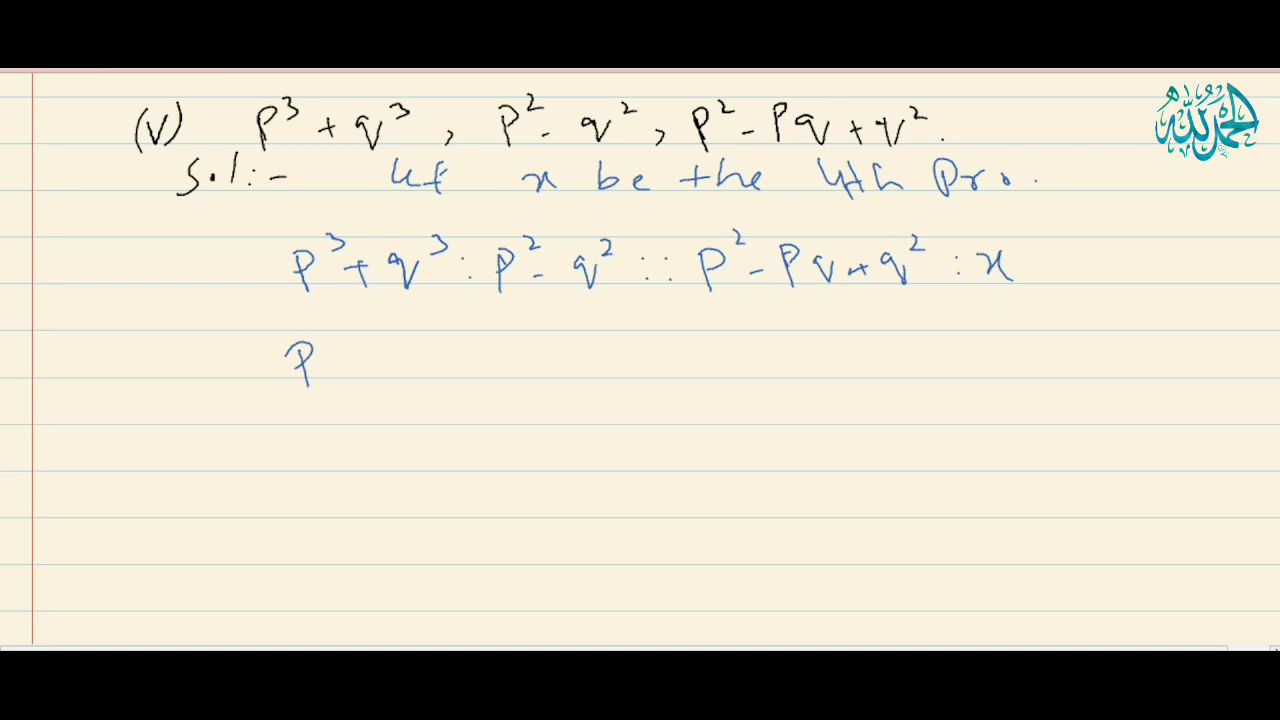 (V) P³ + q³, P² - q², P² - Pq + q².
Sol:- let x be the 4th Pro.
الحمد لله
P³ + q³ : P² - q² :: P² - Pq + q² : x
P